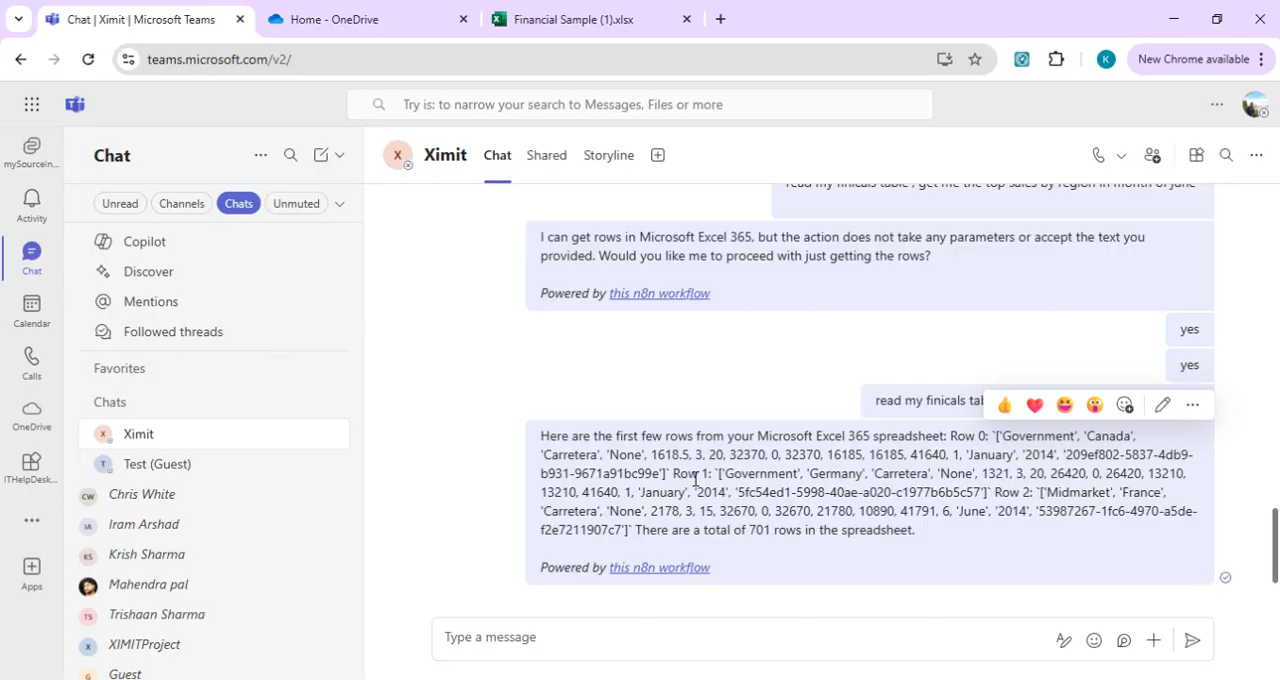 Chat | Ximit | Microsoft Teams
Home - OneDrive
Financial Sample (1).xlsx
teams.microsoft.com/v2/
K
New Chrome available
Try is: to narrow your search to Messages, Files or more
mySourceIn...
Activity
Chat
Calendar
Calls
OneDrive
ITHelpDesk...
Apps
Chat
Unread
Channels
Chats
Unmuted
Copilot
Discover
@ Mentions
Followed threads
Favorites
Chats
X Ximit
T Test (Guest)
CW Chris White
IA Iram Arshad
KS Krish Sharma
Mahendra pal
TS Trishaan Sharma
X XIMITProject
G Guest
X Ximit
Chat
Shared
Storyline
read my finicals table , get me the top sales by region in month of june
I can get rows in Microsoft Excel 365, but the action does not take any parameters or accept the text you
provided. Would you like me to proceed with just getting the rows?
Powered by this n8n workflow
yes
yes
read my finicals tab
Here are the first few rows from your Microsoft Excel 365 spreadsheet: Row 0: `['Government', 'Canada',
'Carretera', 'None', 1618.5, 3, 20, 32370, 0, 32370, 16185, 16185, 41640, 1, 'January', '2014', '209ef802-5837-4db9-
b931-9671a91bc99e']` Row 1: `['Government', 'Germany', 'Carretera', 'None', 1321, 3, 20, 26420, 0, 26420, 13210,
13210, 41640, 1, 'January', '2014', '5fc54ed1-5998-40ae-a020-c1977b6b5c57']` Row 2: `['Midmarket', 'France',
'Carretera', 'None', 2178, 3, 15, 32670, 0, 32670, 21780, 10890, 41791, 6, 'June', '2014', '53987267-1fc6-4970-a5de-
f2e7211907c7']` There are a total of 701 rows in the spreadsheet.
Powered by this n8n workflow
Type a message